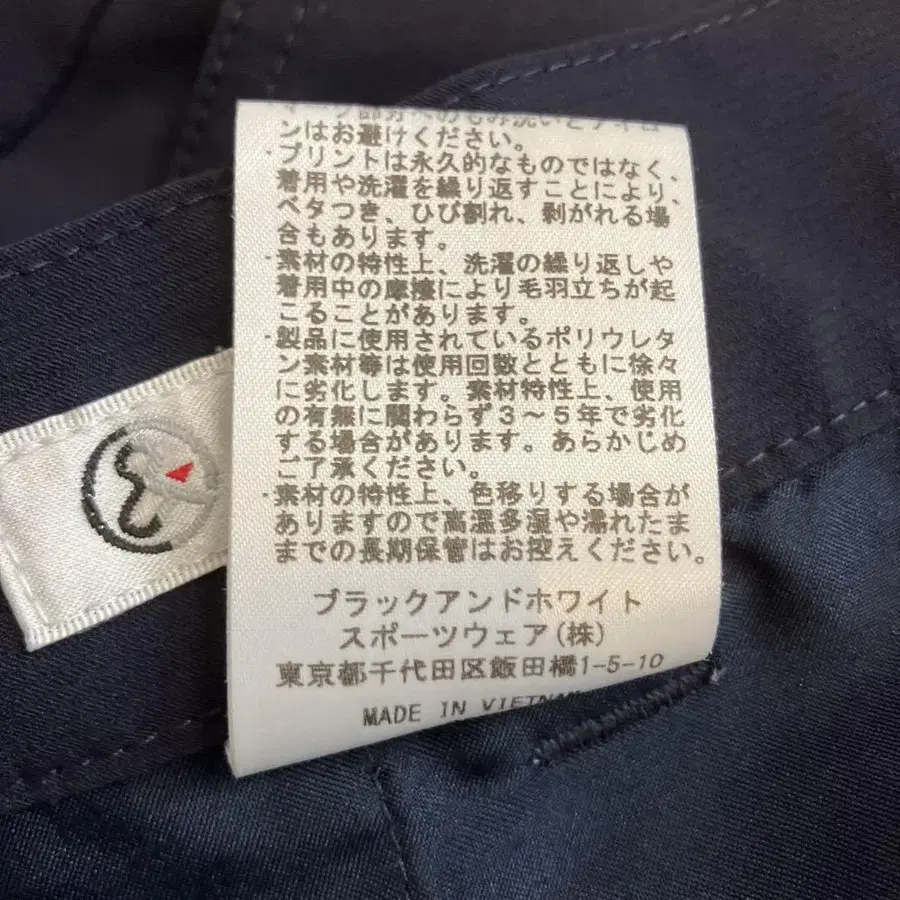 ンはお避けください。
・プリントは永久的なものではなく、
着用や洗濯を繰り返すことにより、
ベタつき、ひび割れ、剥がれる場
合もあります。
・素材の特性上、洗濯の繰り返しや
着用中の摩擦により毛羽立ちが起
こることがあります。
・製品に使用されているポリウレタ
ン素材等は使用回数とともに徐々
に劣化します。素材特性上、使用
の有無に関わらず3～5年で劣化
する場合があります。あらかじめ
ご了承ください。
・素材の特性上、色移りする場合が
ありますので高温多湿や濡れたまま
までの長期保管はお控えください。
ブラックアンドホワイト
スポーツウェア(株)
東京都千代田区飯田橋1-5-10
MADE IN VIETNAM